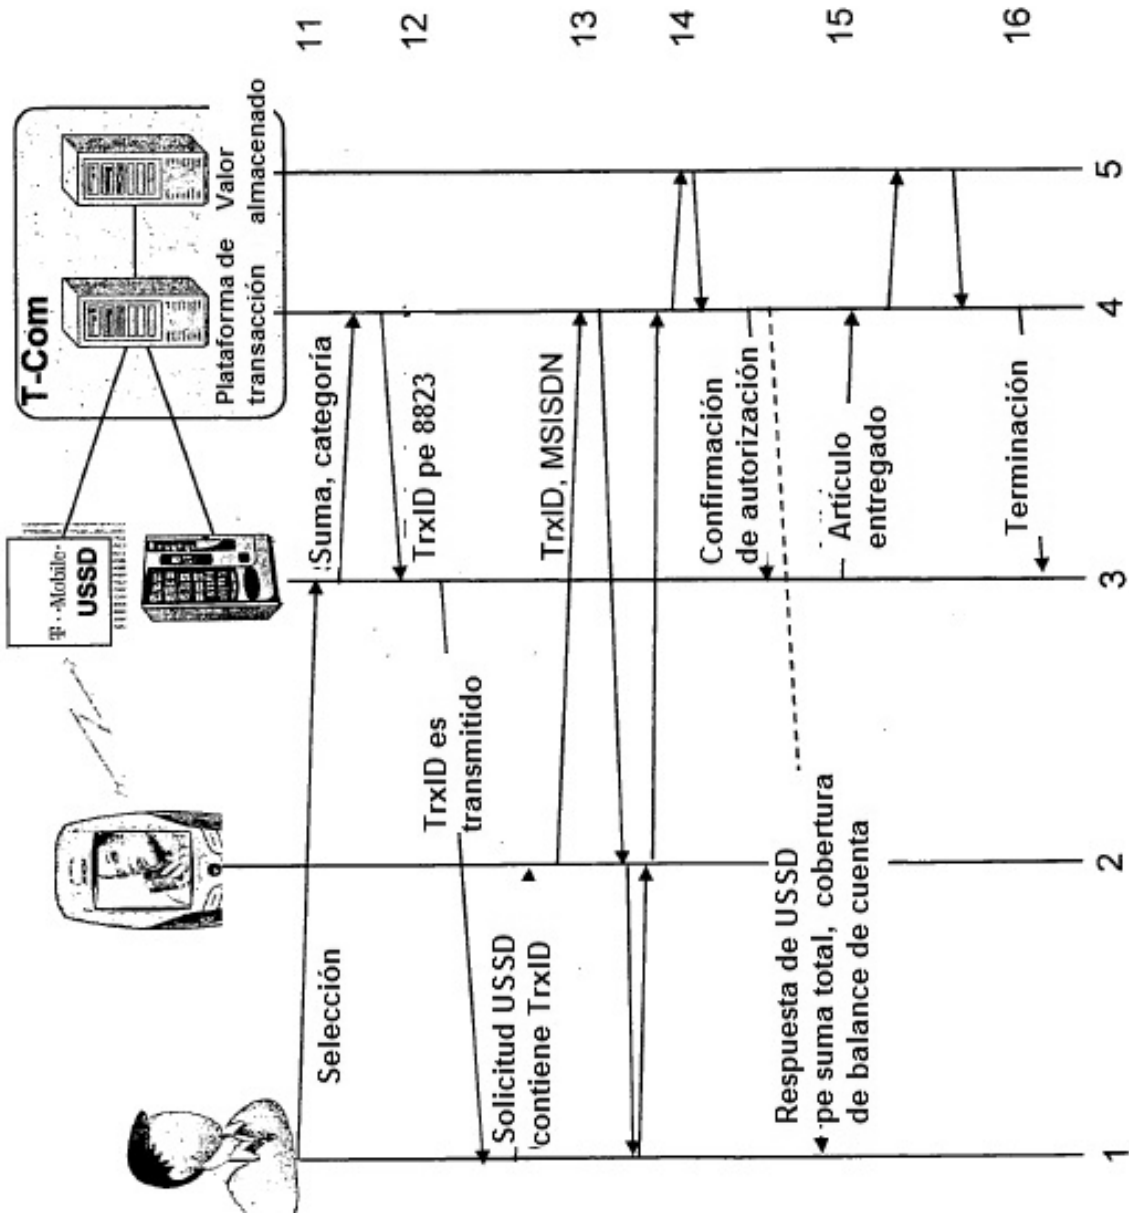 T-Com
Plataforma de
transacción
Valor
almacenado
T··Mobile·
USSD
11
12
13
14
15
16
Selección
Suma, categoría
TrxID pe 8823
TrxID es
transmitido
Solicitud USSD
contiene TrxID
TrxID, MSISDN
Confirmación
de autorización
Respuesta de USSD
pe suma total, cobertura
de balance de cuenta
Artículo
entregado
Terminación
1
2
3
4
5